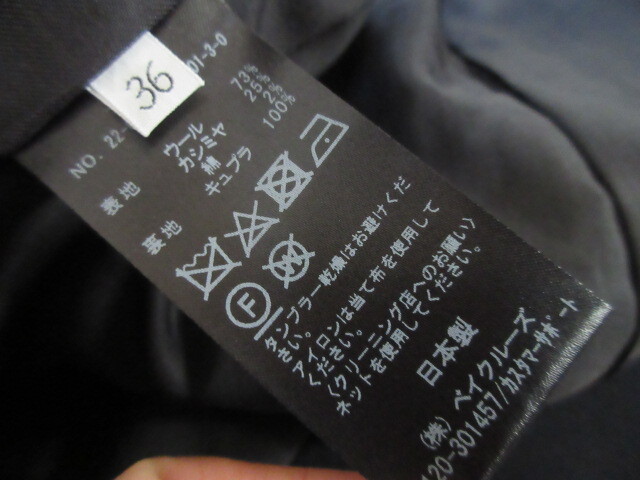 36
NO. 22- 01-3-0
表地 ウール 73%
カシミヤ 25%
綿 2%
裏地 キュプラ 100%
F
W
タンブラー乾燥はお避けくだ
さい。
アイロンは当て布を使用して
ください。
〈クリーニング店へのお願い〉
ネットを使用してください。
日本製
(株) ベイクルーズ
120-301457/カスタマーサポート